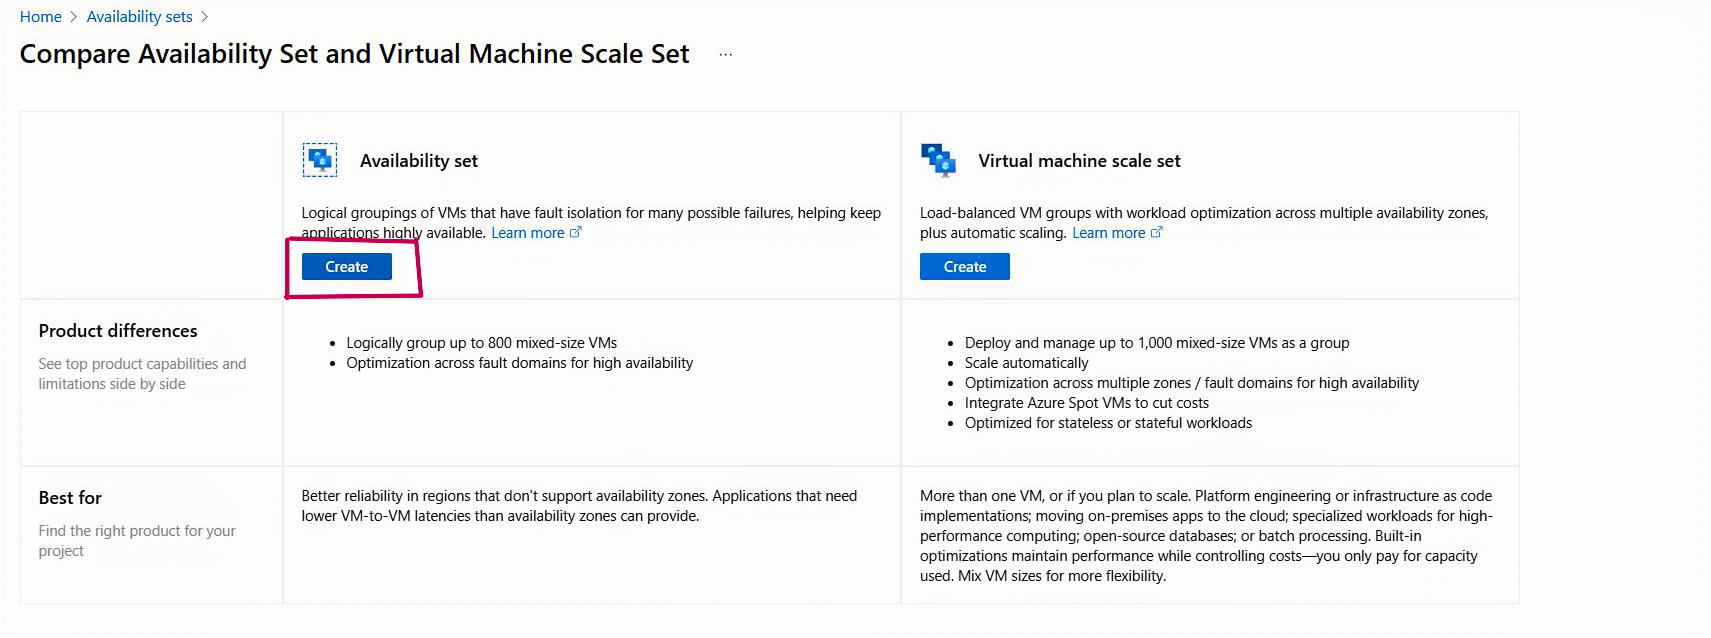 Home > Availability sets >
Compare Availability Set and Virtual Machine Scale Set ...
Availability set
Logical groupings of VMs that have fault isolation for many possible failures, helping keep
applications highly available. Learn more
Create
Virtual machine scale set
Load-balanced VM groups with workload optimization across multiple availability zones,
plus automatic scaling. Learn more
Create
Product differences
See top product capabilities and
limitations side by side
• Logically group up to 800 mixed-size VMs
• Optimization across fault domains for high availability
• Deploy and manage up to 1,000 mixed-size VMs as a group
• Scale automatically
• Optimization across multiple zones / fault domains for high availability
• Integrate Azure Spot VMs to cut costs
• Optimized for stateless or stateful workloads
Best for
Find the right product for your
project
Better reliability in regions that don't support availability zones. Applications that need
lower VM-to-VM latencies than availability zones can provide.
More than one VM, or if you plan to scale. Platform engineering or infrastructure as code
implementations; moving on-premises apps to the cloud; specialized workloads for high-
performance computing; open-source databases; or batch processing. Built-in
optimizations maintain performance while controlling costs—you only pay for capacity
used. Mix VM sizes for more flexibility.